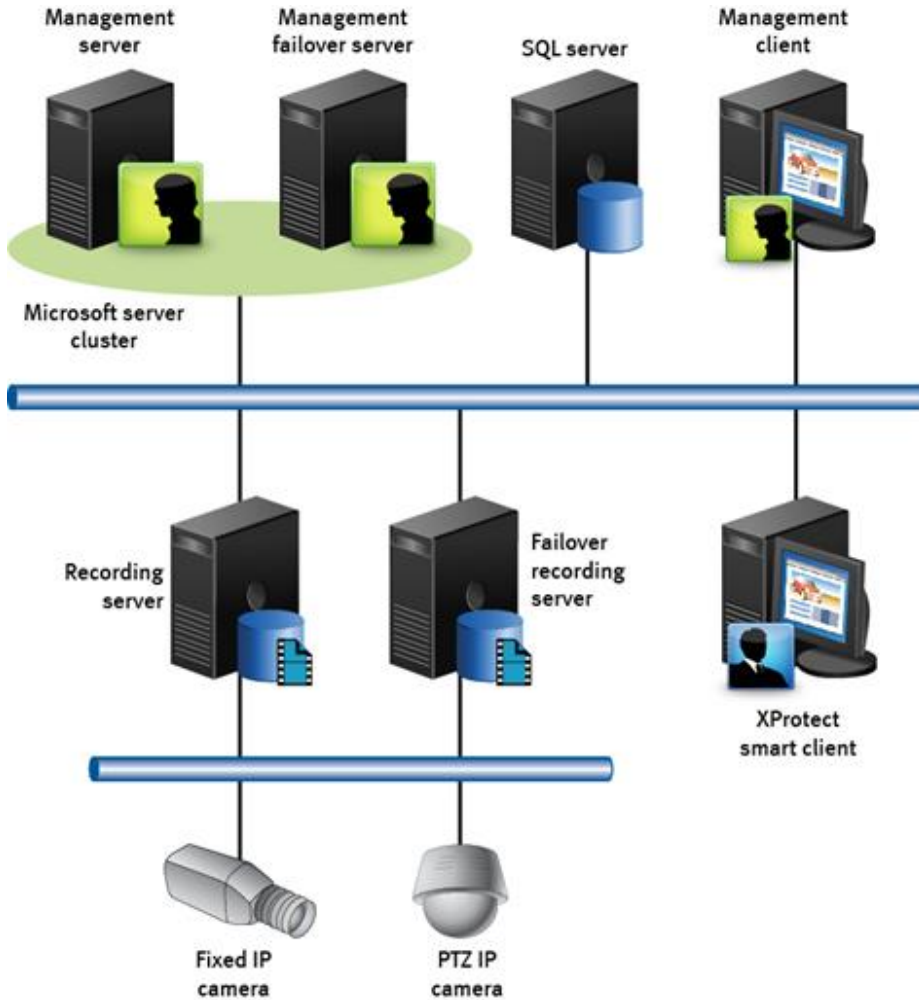 Management
server
Management
failover server
SQL server
Management
client
Microsoft server
cluster
Recording
server
Failover
recording
server
XProtect
smart client
Fixed IP
camera
PTZ IP
camera